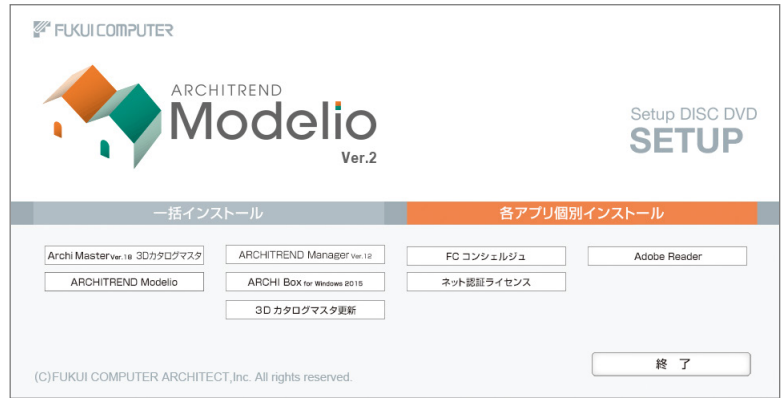 FUKUI COMPUTER
ARCHITREND
Modelio
Ver.2
Setup DISC DVD
SETUP
一括インストール
各アプリ個別インストール
Archi Master Ver.18 3Dカタログマスタ
ARCHITREND Manager Ver.12
FC コンシェルジュ
Adobe Reader
ARCHITREND Modelio
ARCHI Box for Windows 2015
ネット認証ライセンス
3D カタログマスタ更新
終 了
(C)FUKUI COMPUTER ARCHITECT,Inc. All rights reserved.